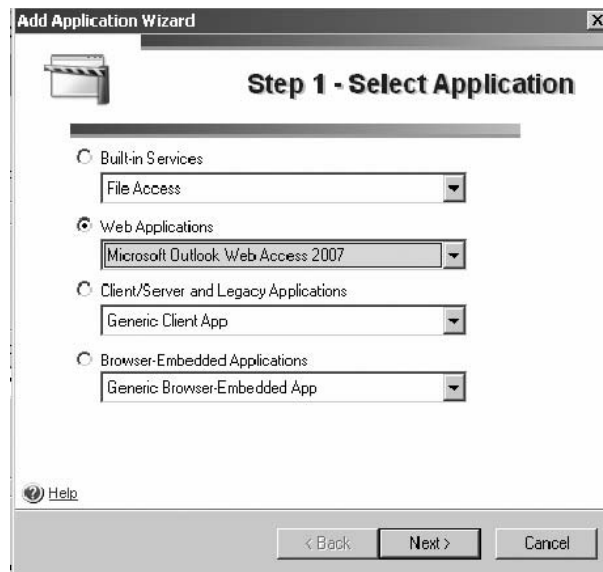 Add Application Wizard
Step 1 - Select Application
Built-in Services
File Access
Web Applications
Microsoft Outlook Web Access 2007
Client/Server and Legacy Applications
Generic Client App
Browser-Embedded Applications
Generic Browser-Embedded App
Help
< Back Next > Cancel